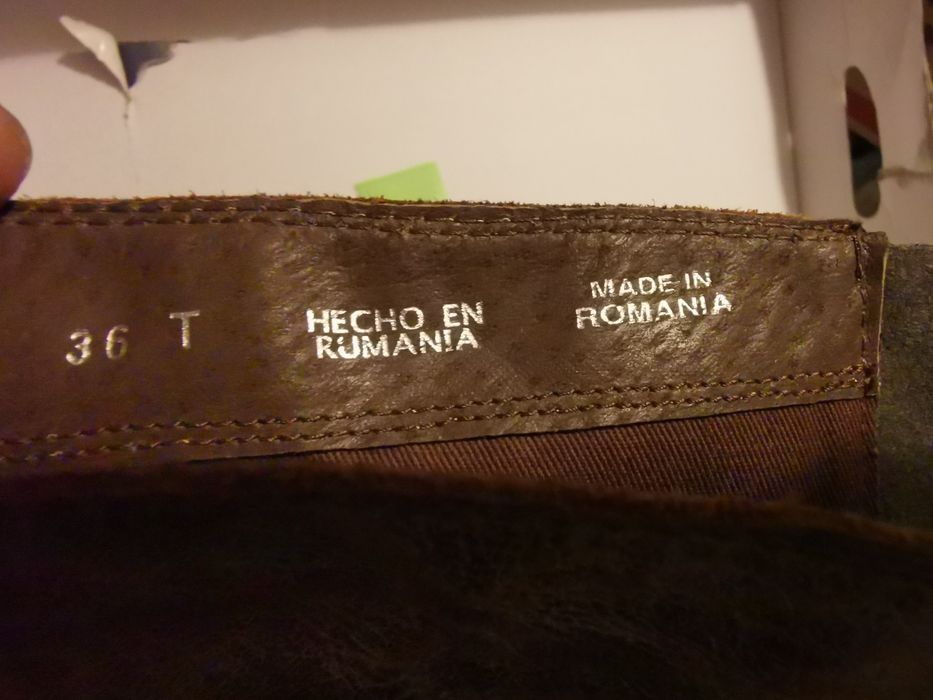 36 T
HECHO EN
RUMANIA
MADE IN
ROMANIA